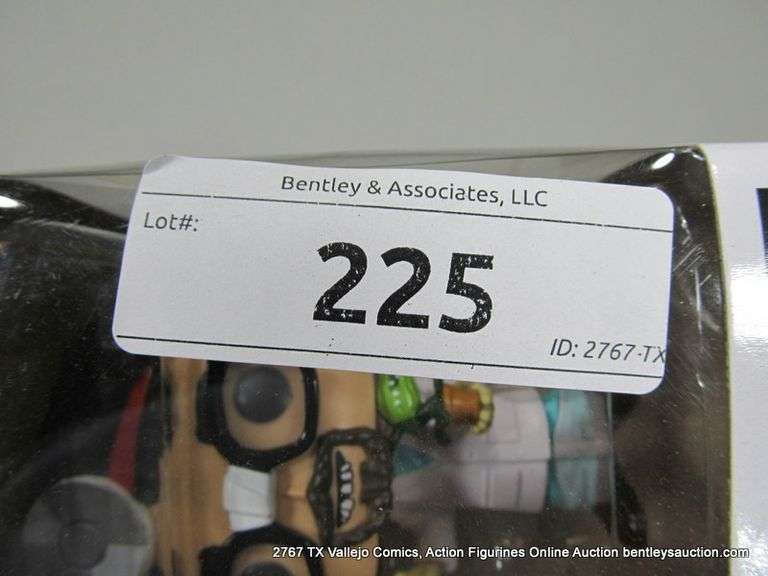 Bentley & Associates, LLC
Lot#:
225
ID: 2767-TX
2767 TX Vallejo Comics, Action Figurines Online Auction bentleysauction.com